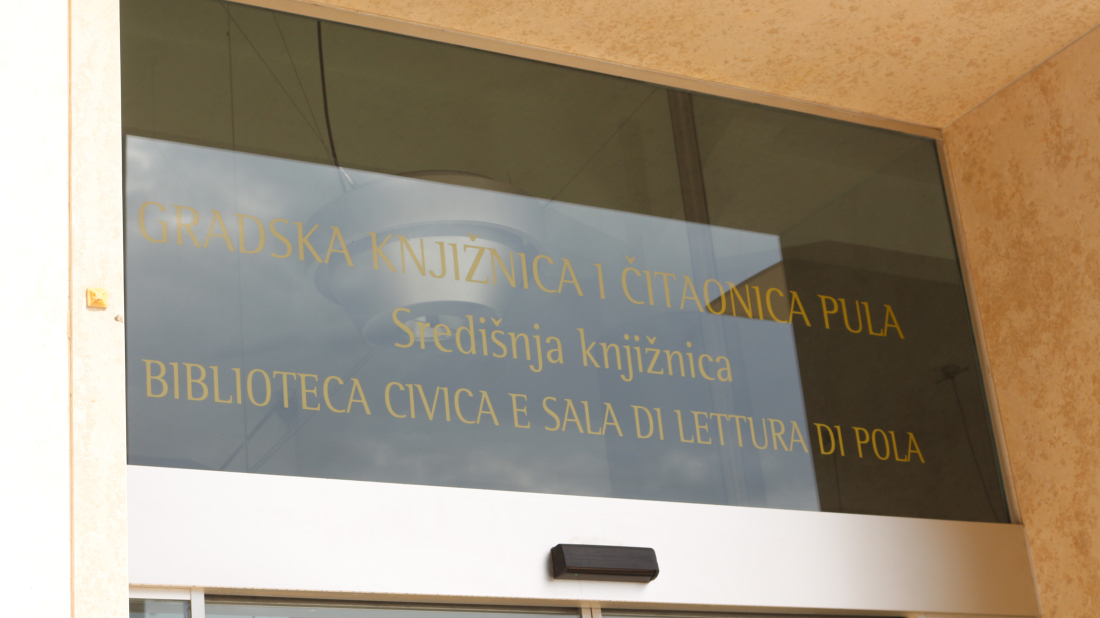 GRADSKA KNJIŽNICA I ČITAONICA PULA
Središnja knjižnica
BIBLIOTECA CIVICA E SALA DI LETTURA DI POLA